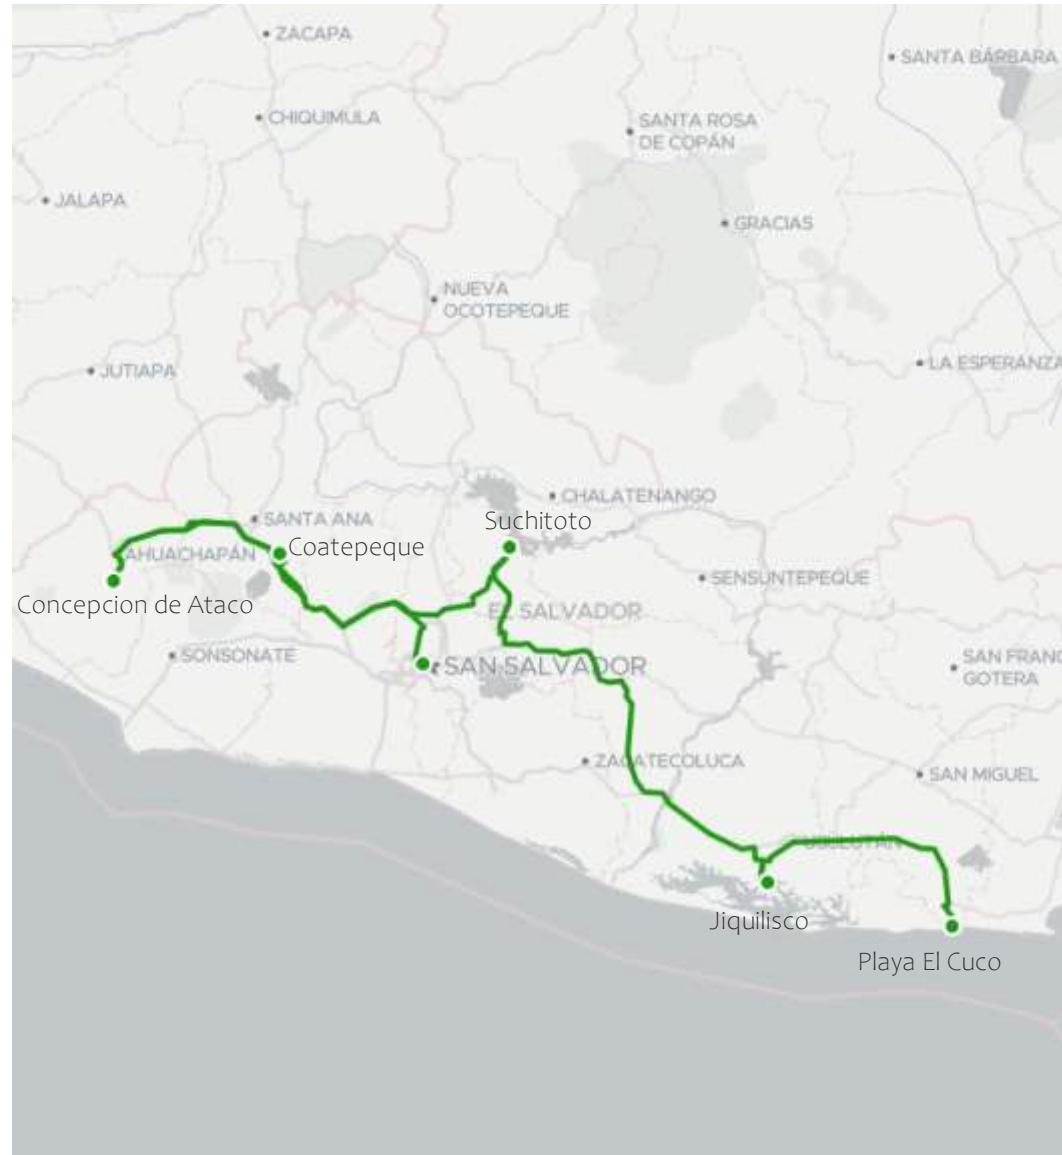 ZACAPA
SANTA BÁRBARA
CHIQUIMULA
SANTA ROSA
DE COPÁN
JALAPA
GRACIAS
NUEVA
OCOTEPEQUE
JUTIAPA
LA ESPERANZA
CHALATENANGO
SANTA ANA
Suchitoto
Coatepeque
AHUACHAPÁN
SENSUNTEPEQUE
Concepcion de Ataco
EL SALVADOR
SONSONATE
SAN SALVADOR
SAN FRANC
GOTERA
ZACATECOLUCA
SAN MIGUEL
USULUTÁN
Jiquilisco
Playa El Cuco